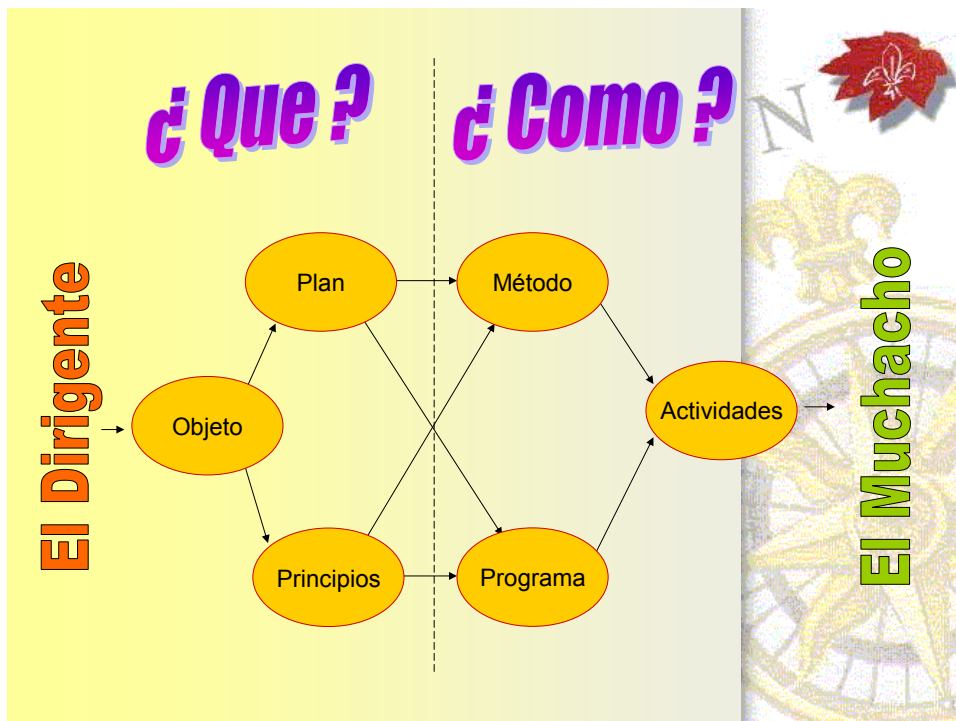 ¿ Que ?
¿ Como ?
N
El Dirigente
Objeto
Plan
Principios
Método
Programa
Actividades
El Muchacho